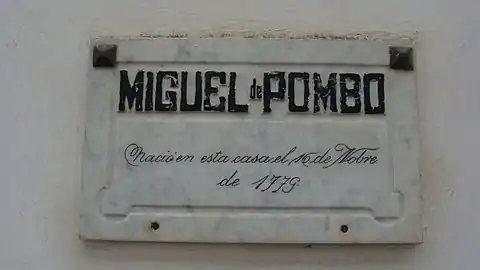 MIGUEL de POMBO
Nació en esta casa, el 16 de Nobre
de 1779